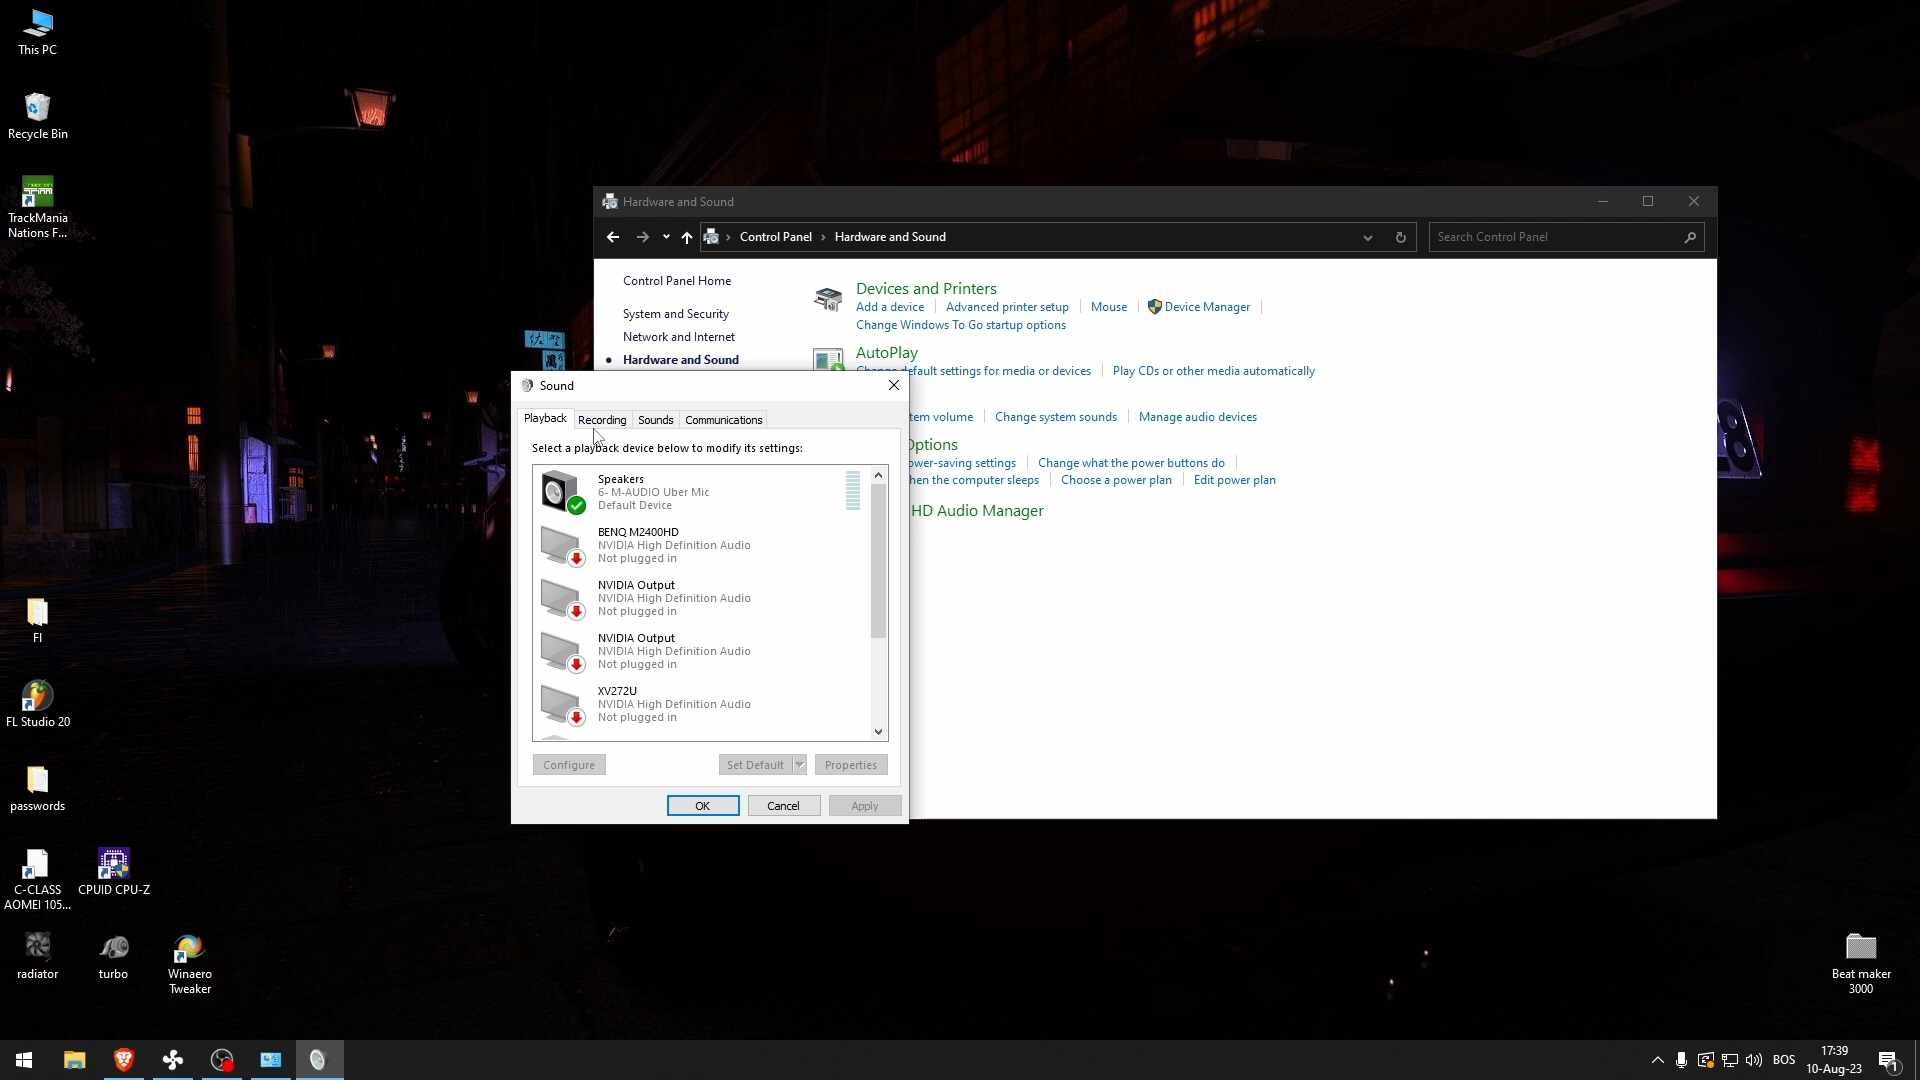 This PC
Recycle Bin
TrackMania
Nations F...
FI
FL Studio 20
passwords
C-CLASS
AOMEI 105...
CPUID CPU-Z
radiator
turbo
Winaero
Tweaker
Beat maker
3000
Hardware and Sound
Control Panel > Hardware and Sound
Search Control Panel
Control Panel Home
System and Security
Network and Internet
Hardware and Sound
Devices and Printers
Add a device
Advanced printer setup
Mouse
Device Manager
Change Windows To Go startup options
AutoPlay
Change default settings for media or devices
Play CDs or other media automatically
tem volume
Change system sounds
Manage audio devices
Options
ower-saving settings
Change what the power buttons do
hen the computer sleeps
Choose a power plan
Edit power plan
HD Audio Manager
Sound
Playback
Recording
Sounds
Communications
Select a playback device below to modify its settings:
Speakers
6- M-AUDIO Uber Mic
Default Device
BENQ M2400HD
NVIDIA High Definition Audio
Not plugged in
NVIDIA Output
NVIDIA High Definition Audio
Not plugged in
NVIDIA Output
NVIDIA High Definition Audio
Not plugged in
XV272U
NVIDIA High Definition Audio
Not plugged in
Configure
Set Default
Properties
OK
Cancel
Apply
BOS
17:39
10-Aug-23
1